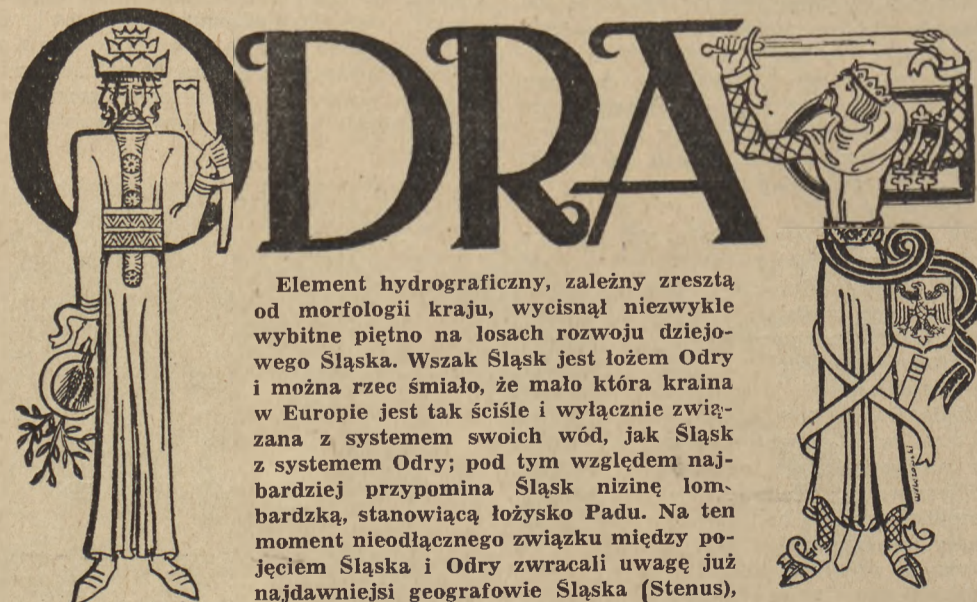 ODRA
Element hydrograficzny, zależny zresztą
od morfologii kraju, wycisnął niezwykle
wybitne piętno na losach rozwoju dziejo-
wego Śląska. Wszak Śląsk jest łożem Odry
i można rzec śmiało, że mało która kraina
w Europie jest tak ściśle i wyłącznie zwią-
zana z systemem swoich wód, jak Śląsk
z systemem Odry; pod tym względem naj-
bardziej przypomina Śląsk nizinę lom-
bardzką, stanowiącą łożysko Padu. Na ten
moment nieodłącznego związku między po-
jęciem Śląska i Odry zwracali uwagę już
najdawniejsi geografowie Śląska (Stenus),